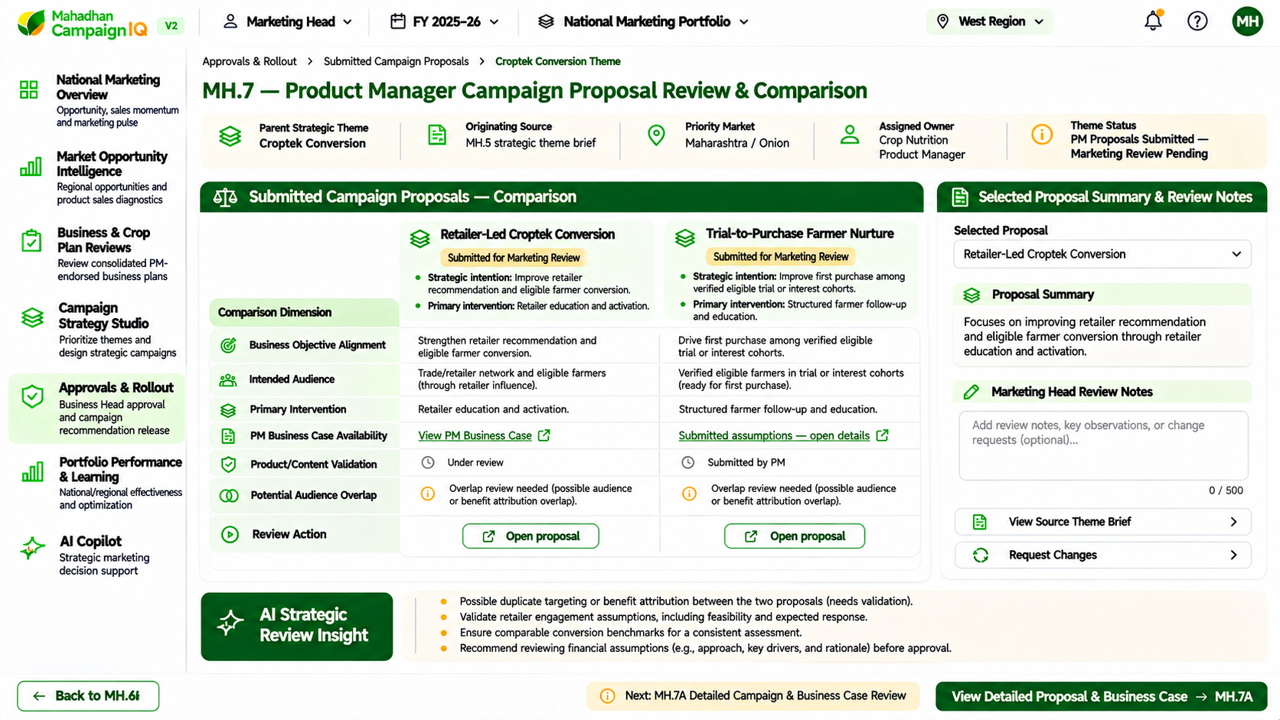 Mahadhan
CampaignIQ
V2
Marketing Head
FY 2025–26
National Marketing Portfolio
West Region
MH
National Marketing
Overview
Opportunity, sales momentum
and marketing pulse
Market Opportunity
Intelligence
Regional opportunities and
product sales diagnostics
Business & Crop
Plan Reviews
Review consolidated PM-
endorsed business plans
Campaign
Strategy Studio
Prioritize themes and
design strategic campaigns
Approvals & Rollout
Business Head approval
and campaign
recommendation release
Portfolio Performance
& Learning
National/regional effectiveness
and optimization
AI Copilot
Strategic marketing
decision support
Approvals & Rollout > Submitted Campaign Proposals > Croptek Conversion Theme
MH.7 — Product Manager Campaign Proposal Review & Comparison
Parent Strategic Theme
Croptek Conversion
Originating Source
MH.5 strategic theme brief
Priority Market
Maharashtra / Onion
Assigned Owner
Crop Nutrition
Product Manager
Theme Status
PM Proposals Submitted —
Marketing Review Pending
Submitted Campaign Proposals — Comparison
Retailer-Led Croptek Conversion
Submitted for Marketing Review
• Strategic intention: Improve retailer
recommendation and eligible farmer conversion.
• Primary intervention: Retailer education and activation.
Trial-to-Purchase Farmer Nurture
Submitted for Marketing Review
• Strategic intention: Improve first purchase among
verified eligible trial or interest cohorts.
• Primary intervention: Structured farmer follow-up
and education.
Comparison Dimension
Business Objective Alignment
Strengthen retailer recommendation and
eligible farmer conversion.
Drive first purchase among verified eligible
trial or interest cohorts.
Intended Audience
Trade/retailer network and eligible farmers
(through retailer influence).
Verified eligible farmers in trial or interest cohorts
(ready for first purchase).
Primary Intervention
Retailer education and activation.
Structured farmer follow-up and education.
PM Business Case Availability
View PM Business Case
Submitted assumptions — open details
Product/Content Validation
Under review
Submitted by PM
Potential Audience Overlap
Overlap review needed (possible audience
or benefit attribution overlap).
Overlap review needed (possible audience
or benefit attribution overlap).
Review Action
Open proposal
Open proposal
Selected Proposal Summary & Review Notes
Selected Proposal
Retailer-Led Croptek Conversion
Proposal Summary
Focuses on improving retailer recommendation
and eligible farmer conversion through retailer
education and activation.
Marketing Head Review Notes
Add review notes, key observations, or change
requests (optional)...
0 / 500
View Source Theme Brief
Request Changes
AI Strategic
Review Insight
• Possible duplicate targeting or benefit attribution between the two proposals (needs validation).
• Validate retailer engagement assumptions, including feasibility and expected response.
• Ensure comparable conversion benchmarks for a consistent assessment.
• Recommend reviewing financial assumptions (e.g., approach, key drivers, and rationale) before approval.
← Back to
Next: MH.7A Detailed Campaign & Business Case Review
View Detailed Proposal & Business Case → MH.7A